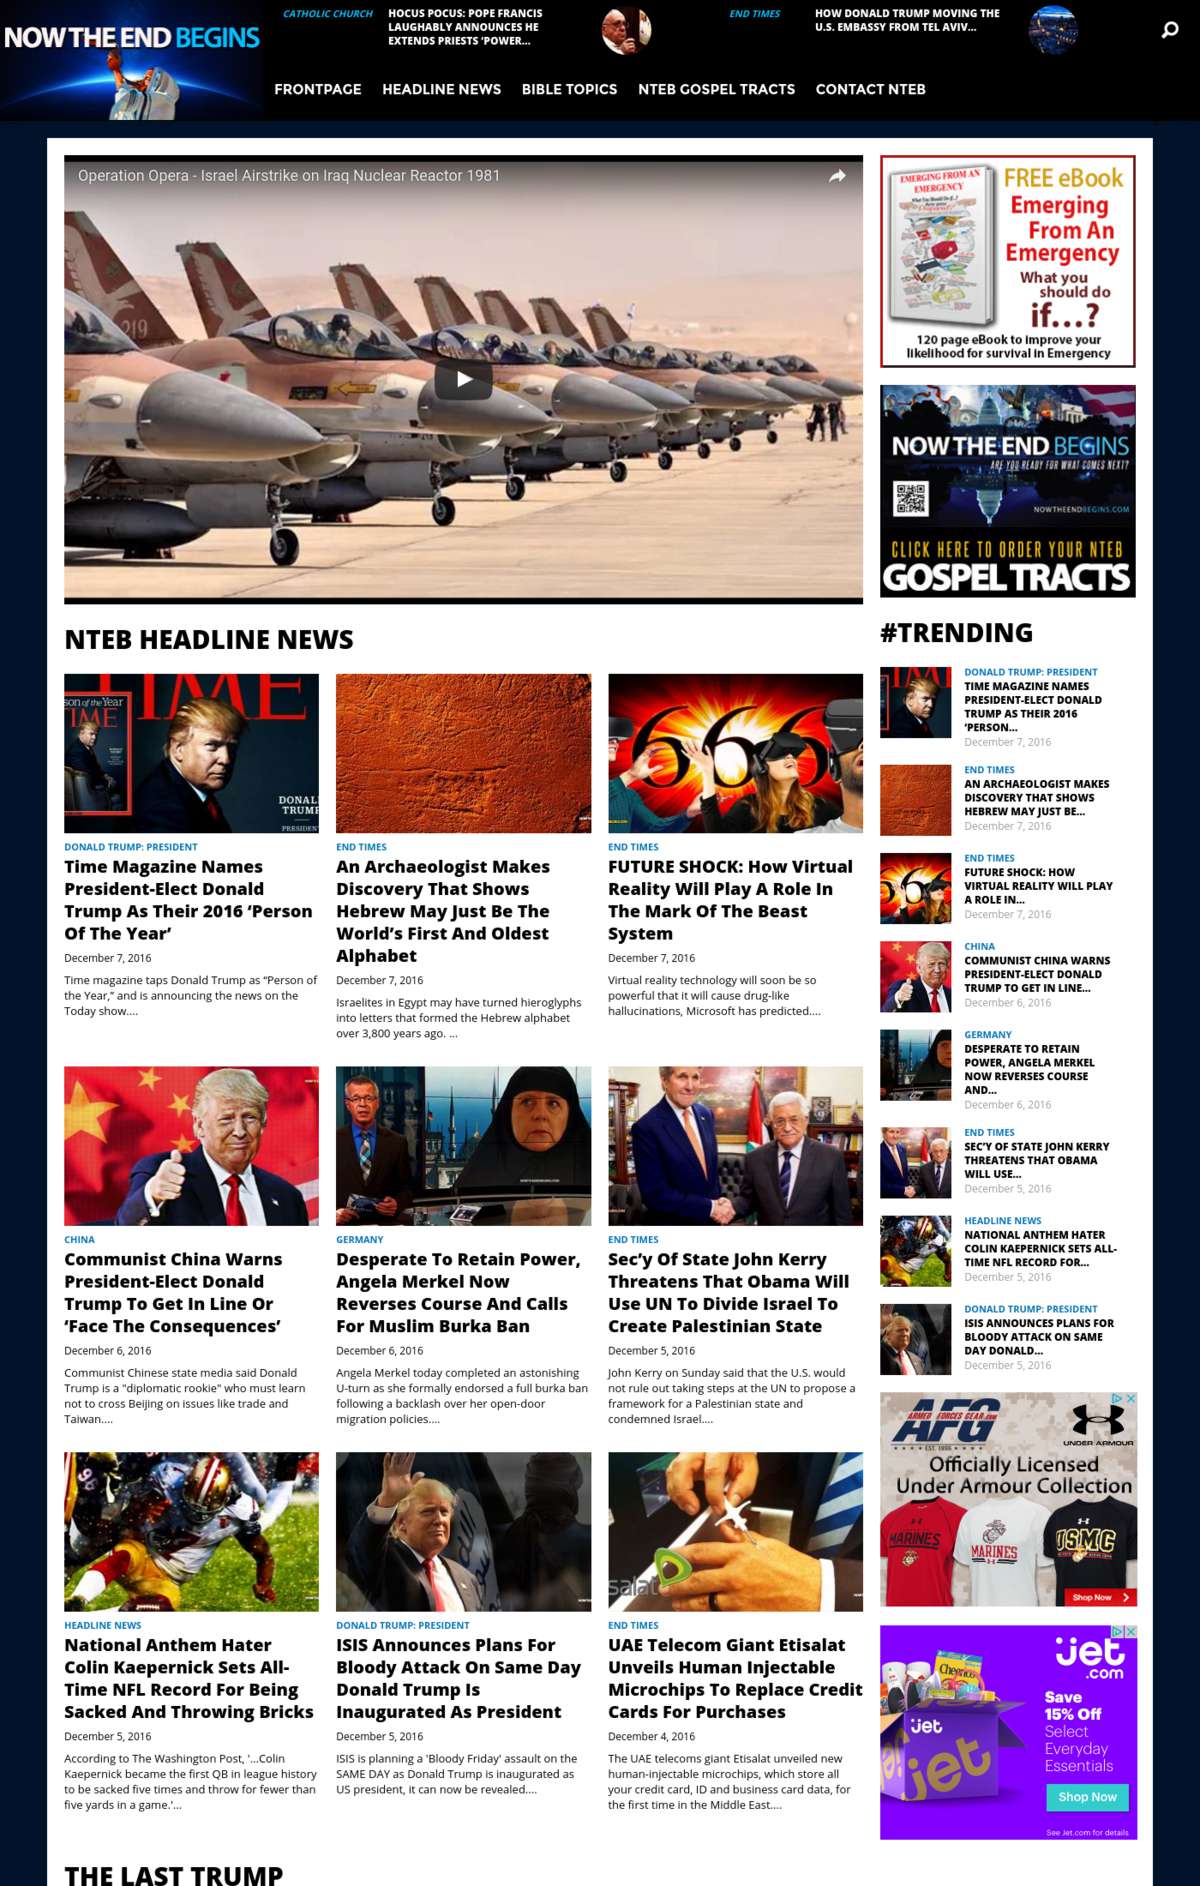 NOW THE END BEGINS
CATHOLIC CHURCH
HOCUS POCUS: POPE FRANCIS
LAUGHABLY ANNOUNCES HE
EXTENDS PRIESTS ‘POWER...
END TIMES
HOW DONALD TRUMP MOVING THE
U.S. EMBASSY FROM TEL AVIV...
FRONTPAGE HEADLINE NEWS BIBLE TOPICS NTEB GOSPEL TRACTS CONTACT NTEB
Operation Opera - Israel Airstrike on Iraq Nuclear Reactor 1981
219
NTEB HEADLINE NEWS
TIME
son of the Year
TIME
DONAL
TRUMP
PRESIDEN
DONALD TRUMP: PRESIDENT
Time Magazine Names
President-Elect Donald
Trump As Their 2016 ‘Person
Of The Year’
December 7, 2016
Time magazine taps Donald Trump as “Person of
the Year,” and is announcing the news on the
Today show....
END TIMES
An Archaeologist Makes
Discovery That Shows
Hebrew May Just Be The
World’s First And Oldest
Alphabet
December 7, 2016
Israelites in Egypt may have turned hieroglyphs
into letters that formed the Hebrew alphabet
over 3,800 years ago. ...
666
END TIMES
FUTURE SHOCK: How Virtual
Reality Will Play A Role In
The Mark Of The Beast
System
December 7, 2016
Virtual reality technology will soon be so
powerful that it will cause drug-like
hallucinations, Microsoft has predicted....
CHINA
Communist China Warns
President-Elect Donald
Trump To Get In Line Or
‘Face The Consequences’
December 6, 2016
Communist Chinese state media said Donald
Trump is a "diplomatic rookie" who must learn
not to cross Beijing on issues like trade and
Taiwan....
GERMANY
Desperate To Retain Power,
Angela Merkel Now
Reverses Course And Calls
For Muslim Burka Ban
December 6, 2016
Angela Merkel today completed an astonishing
U-turn as she formally endorsed a full burka ban
following a backlash over her open-door
migration policies....
END TIMES
Sec’y Of State John Kerry
Threatens That Obama Will
Use UN To Divide Israel To
Create Palestinian State
December 5, 2016
John Kerry on Sunday said that the U.S. would
not rule out taking steps at the UN to propose a
framework for a Palestinian state and
condemned Israel....
HEADLINE NEWS
National Anthem Hater
Colin Kaepernick Sets All-
Time NFL Record For Being
Sacked And Throwing Bricks
December 5, 2016
According to The Washington Post, '...Colin
Kaepernick became the first QB in league history
to be sacked five times and throw for fewer than
five yards in a game.'...
DONALD TRUMP: PRESIDENT
ISIS Announces Plans For
Bloody Attack On Same Day
Donald Trump Is
Inaugurated As President
December 5, 2016
ISIS is planning a 'Bloody Friday' assault on the
SAME DAY as Donald Trump is inaugurated as
US president, it can now be revealed....
salat
END TIMES
UAE Telecom Giant Etisalat
Unveils Human Injectable
Microchips To Replace Credit
Cards For Purchases
December 4, 2016
The UAE telecoms giant Etisalat unveiled new
human-injectable microchips, which store all
your credit card, ID and business card data, for
the first time in the Middle East....
THE LAST TRUMP
EMERGING FROM AN
EMERGENCY
FREE eBook
Emerging
From An
Emergency
What you
should do
if...?
120 page eBook to improve your
likelihood for survival in Emergency
NOW THE END BEGINS
ARE YOU READY FOR WHAT COMES NEXT?
NOWTHEENDBEGINS.COM
CLICK HERE TO ORDER YOUR NTEB
GOSPEL TRACTS
#TRENDING
DONALD TRUMP: PRESIDENT
TIME MAGAZINE NAMES
PRESIDENT-ELECT DONALD
TRUMP AS THEIR 2016
‘PERSON...
December 7, 2016
END TIMES
AN ARCHAEOLOGIST MAKES
DISCOVERY THAT SHOWS
HEBREW MAY JUST BE...
December 7, 2016
END TIMES
FUTURE SHOCK: HOW
VIRTUAL REALITY WILL PLAY
A ROLE IN...
December 7, 2016
CHINA
COMMUNIST CHINA WARNS
PRESIDENT-ELECT DONALD
TRUMP TO GET IN LINE...
December 6, 2016
GERMANY
DESPERATE TO RETAIN
POWER, ANGELA MERKEL
NOW REVERSES COURSE
AND...
December 6, 2016
END TIMES
SEC’Y OF STATE JOHN KERRY
THREATENS THAT OBAMA
WILL USE...
December 5, 2016
HEADLINE NEWS
NATIONAL ANTHEM HATER
COLIN KAEPERNICK SETS ALL-
TIME NFL RECORD FOR...
December 5, 2016
DONALD TRUMP: PRESIDENT
ISIS ANNOUNCES PLANS FOR
BLOODY ATTACK ON SAME
DAY DONALD...
December 5, 2016
ARMED FORCES GEAR.com
AFG
EST. 1996
UNDER ARMOUR
Officially Licensed
Under Armour Collection
MARINES
MARINES
USMC
Shop Now
Jet
.com
Cheerios
Save
15% Off
Select
Everyday
Essentials
Jet
jet
Shop Now
See Jet.com for details